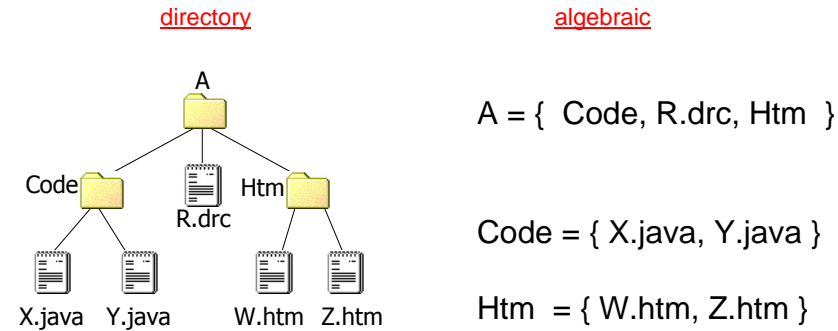 directory
algebraic
A
A = { Code, R.drc, Htm }
Code
R.drc
Htm
Code = { X.java, Y.java }
X.java Y.java W.htm Z.htm
Htm = { W.htm, Z.htm }